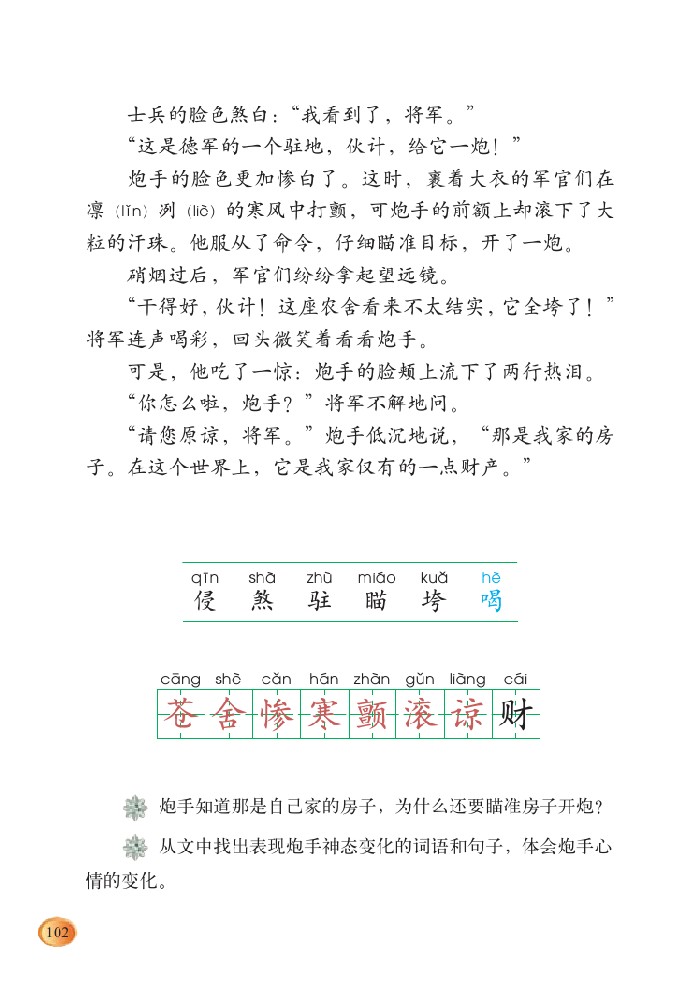 士兵的脸色煞白：“我看到了，将军。”
“这是德军的一个驻地，伙计，给它一炮！”
炮手的脸色更加惨白了。这时，裹着大衣的军官们在
凛（lǐn）冽（liè）的寒风中打颤，可炮手的前额上却滚下了大
粒的汗珠。他服从了命令，仔细瞄准目标，开了一炮。
硝烟过后，军官们纷纷拿起望远镜。
“干得好，伙计！这座农舍看来不太结实，它全垮了！”
将军连声喝彩，回头微笑着看看炮手。
可是，他吃了一惊：炮手的脸颊上流下了两行热泪。
“你怎么啦，炮手？”将军不解地问。
“请您原谅，将军。”炮手低沉地说，“那是我家的房
子。在这个世界上，它是我家仅有的一点财产。”
qīn shà zhù miáo kuǎ hè
侵 煞 驻 瞄 垮 喝
cāng shè cǎn hán zhàn gǔn liàng cái
苍 舍 惨 寒 颤 滚 谅 财
炮手知道那是自己家的房子，为什么还要瞄准房子开炮？
从文中找出表现炮手神态变化的词语和句子，体会炮手心
情的变化。
102